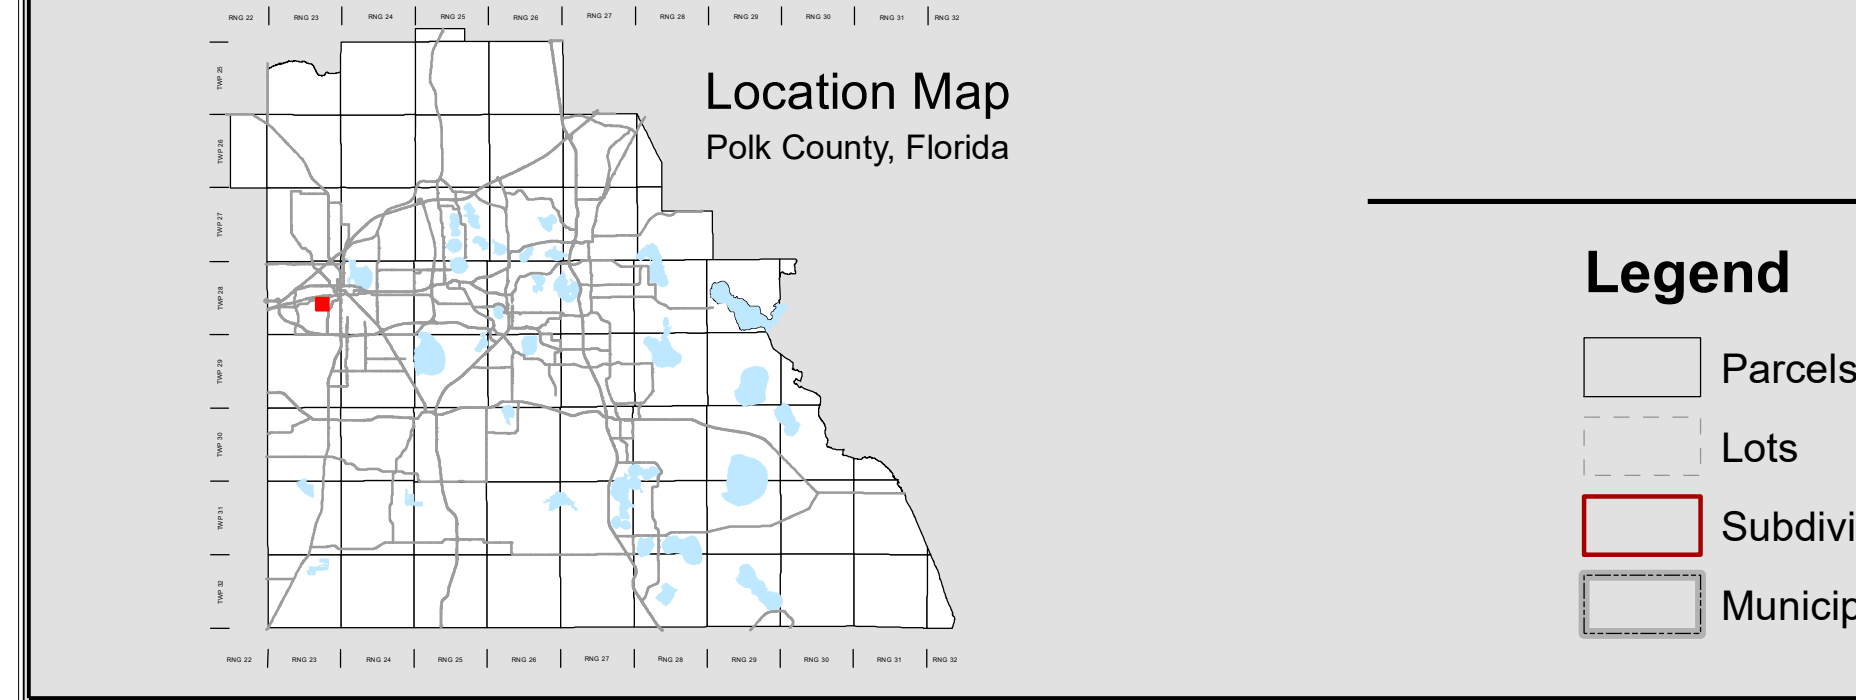 RNG 22 RNG 23 RNG 24 RNG 25 RNG 26 RNG 27 RNG 28 RNG 29 RNG 30 RNG 31 RNG 32
TWP 25
TWP 26
TWP 27
TWP 28
TWP 29
TWP 30
TWP 31
TWP 32
Location Map
Polk County, Florida
RNG 22 RNG 23 RNG 24 RNG 25 RNG 26 RNG 27 RNG 28 RNG 29 RNG 30 RNG 31 RNG 32
Legend
Parcels
Lots
Subdivi
Municip